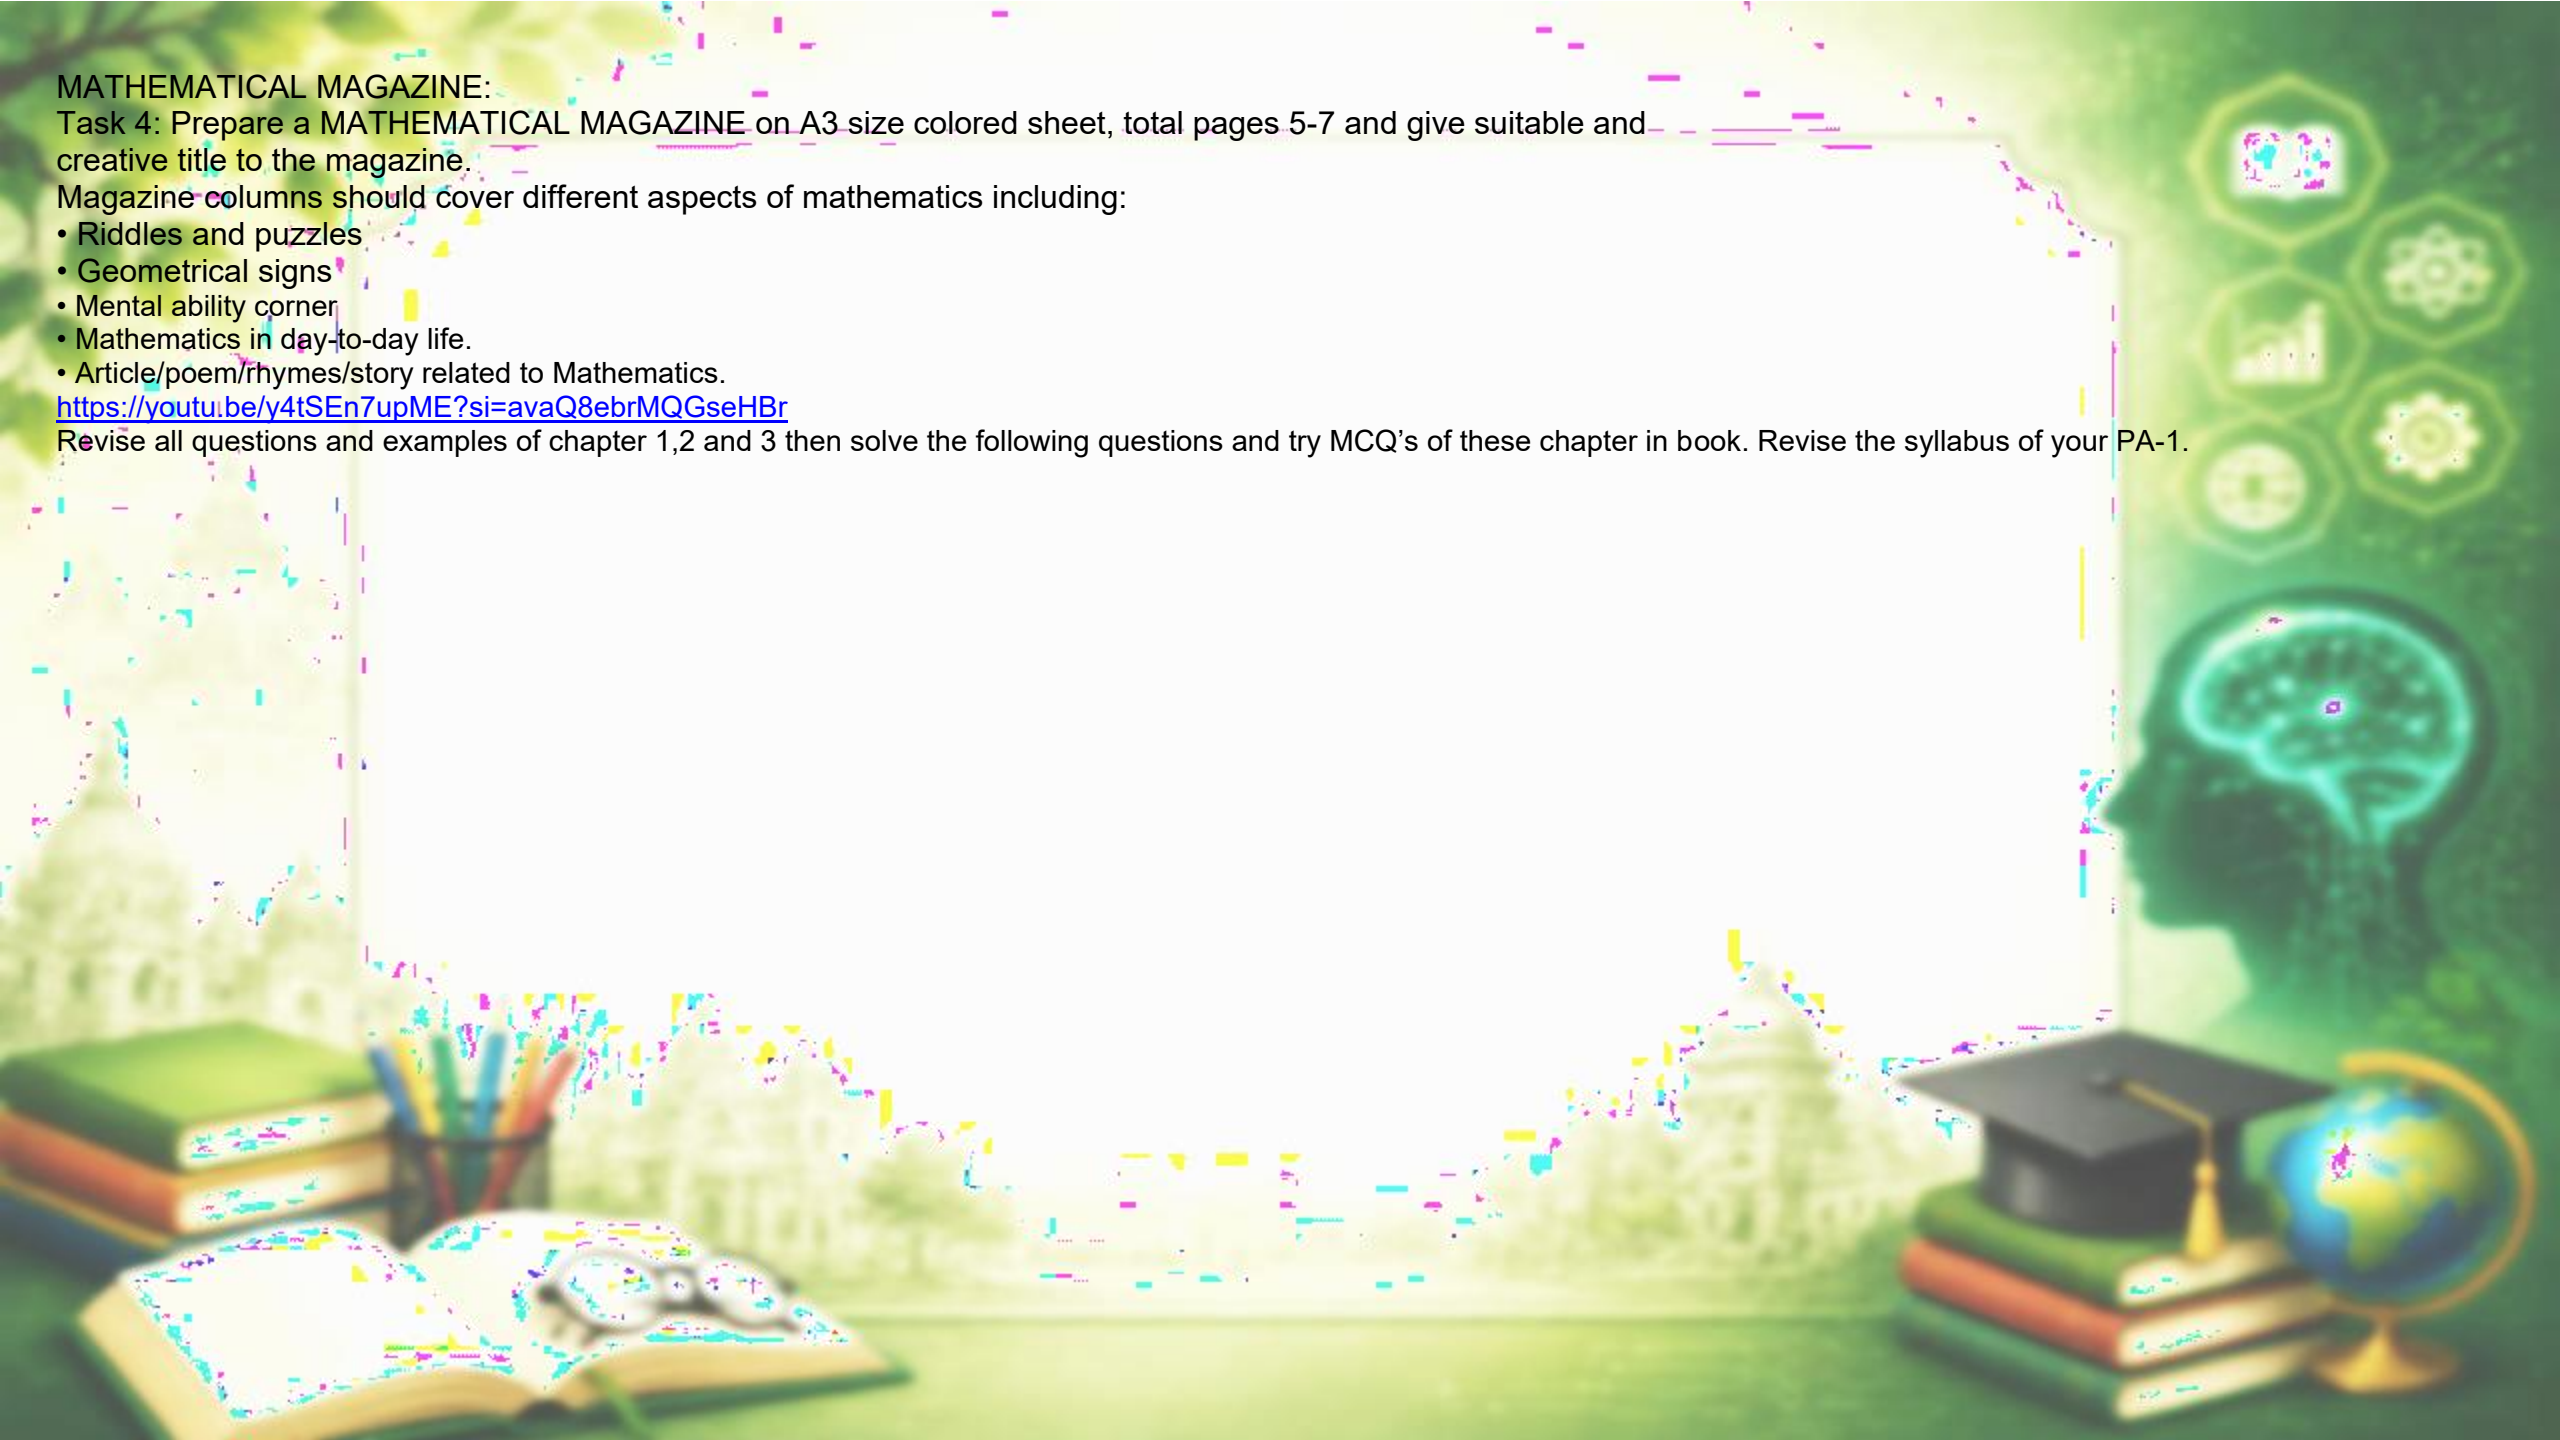 MATHEMATICAL MAGAZINE:
Task 4: Prepare a MATHEMATICAL MAGAZINE on A3 size colored sheet, total pages 5-7 and give suitable and
creative title to the magazine.
Magazine columns should cover different aspects of mathematics including:
• Riddles and puzzles
• Geometrical signs
• Mental ability corner
• Mathematics in day-to-day life.
• Article/poem/rhymes/story related to Mathematics.
https://youtu.be/y4tSEn7upME?si=avaQ8ebrMQGseHBr
Revise all questions and examples of chapter 1,2 and 3 then solve the following questions and try MCQ’s of these chapter in book. Revise the syllabus of your PA-1.